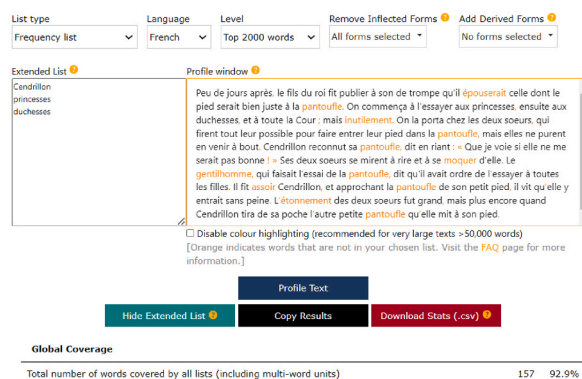 List type
Language
Level
Remove Inflected Forms ?
Add Derived Forms ?
Frequency list
French
Top 2000 words
All forms selected
No forms selected
Extended List ?
Profile window ?
Cendrillon
princesses
duchesses
Peu de jours après, le fils du roi fit publier à son de trompe qu'il épouserait celle dont le
pied serait bien juste à la pantoufle. On commença à l'essayer aux princesses, ensuite aux
duchesses, et à toute la Cour ; mais inutilement. On la porta chez les deux soeurs, qui
firent tout leur possible pour faire entrer leur pied dans la pantoufle, mais elles ne purent
en venir à bout. Cendrillon reconnut sa pantoufle, dit en riant : « Que je voie si elle ne me
serait pas bonne ! » Ses deux soeurs se mirent à rire et à se moquer d'elle. Le
gentilhomme, qui faisait l'essai de la pantoufle, dit qu'il avait ordre de l'essayer à toutes
les filles. Il fit assoir Cendrillon, et approchant la pantoufle de son petit pied, il vit qu'elle y
entrait sans peine. L'étonnement des deux soeurs fut grand, mais plus encore quand
Cendrillon tira de sa poche l'autre petite pantoufle qu'elle mit à son pied.
Disable colour highlighting (recommended for very large texts >50,000 words)
[Orange indicates words that are not in your chosen list. Visit the FAQ page for more
information.]
Profile Text
Hide Extended List ?
Copy Results
Download Stats (.csv) ?
Global Coverage
Total number of words covered by all lists (including multi-word units) 157 92.9%